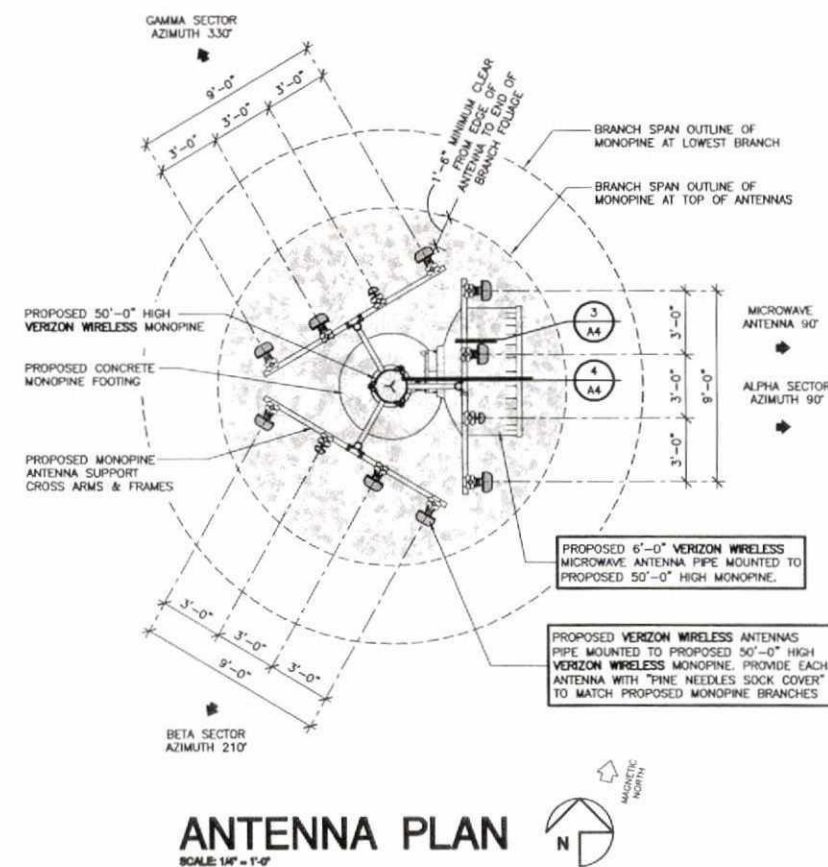 GAMMA SECTOR
AZIMUTH 330°
9'-0"
3'-0"
3'-0"
3'-0"
1'-6" MINIMUM CLEAR
FROM EDGE OF
ANTENNA TO END OF
BRANCH FOLIAGE
BRANCH SPAN OUTLINE OF
MONOPINE AT LOWEST BRANCH
BRANCH SPAN OUTLINE OF
MONOPINE AT TOP OF ANTENNAS
PROPOSED 50'-0" HIGH
VERIZON WIRELESS MONOPINE
PROPOSED CONCRETE
MONOPINE FOOTING
PROPOSED MONOPINE
ANTENNA SUPPORT
CROSS ARMS & FRAMES
3
A4
4
A4
3'-0"
3'-0"
3'-0"
9'-0"
MICROWAVE
ANTENNA 90°
ALPHA SECTOR
AZIMUTH 90°
PROPOSED 6'-0" VERIZON WIRELESS
MICROWAVE ANTENNA PIPE MOUNTED TO
PROPOSED 50'-0" HIGH MONOPINE.
PROPOSED VERIZON WIRELESS ANTENNAS
PIPE MOUNTED TO PROPOSED 50'-0" HIGH
VERIZON WIRELESS MONOPINE. PROVIDE EACH
ANTENNA WITH "PINE NEEDLES SOCK COVER"
TO MATCH PROPOSED MONOPINE BRANCHES
3'-0"
3'-0"
3'-0"
9'-0"
BETA SECTOR
AZIMUTH 210°
ANTENNA PLAN
SCALE: 1/4" = 1'-0"
N
MAGNETIC
NORTH